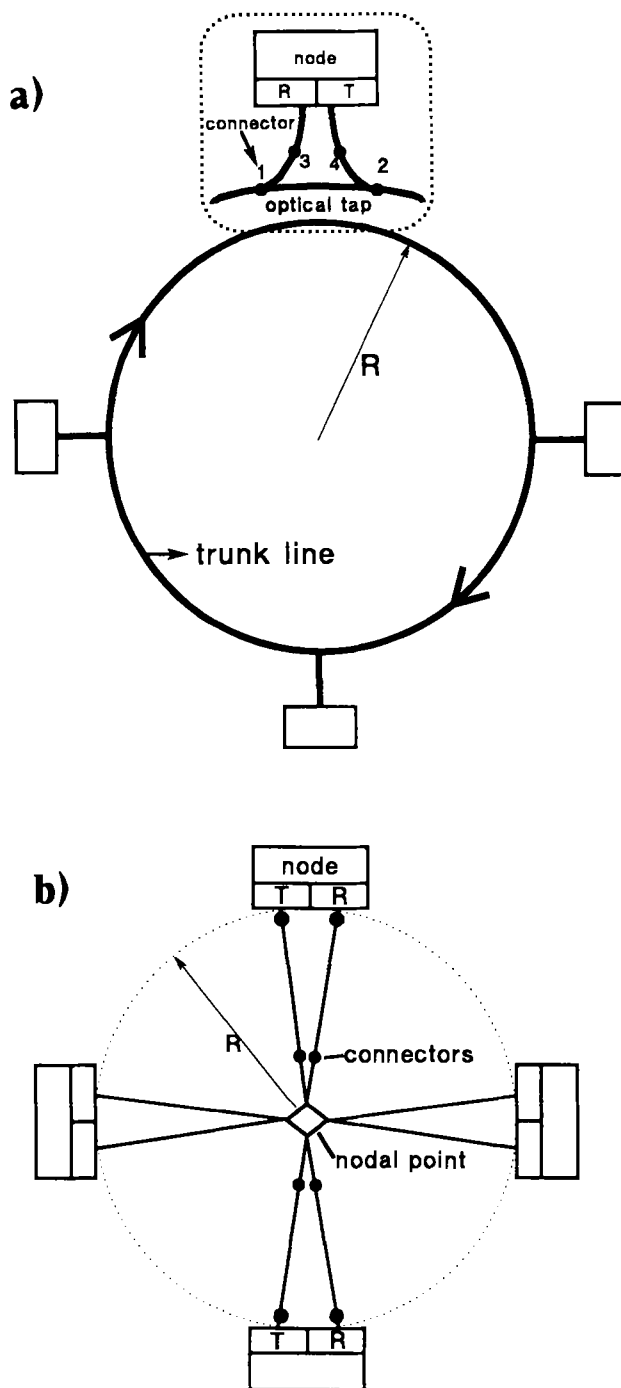 a)
node
R T
connector
3 4
1 2
optical tap
R
trunk line
b)
node
T R
R
connectors
nodal point
T R